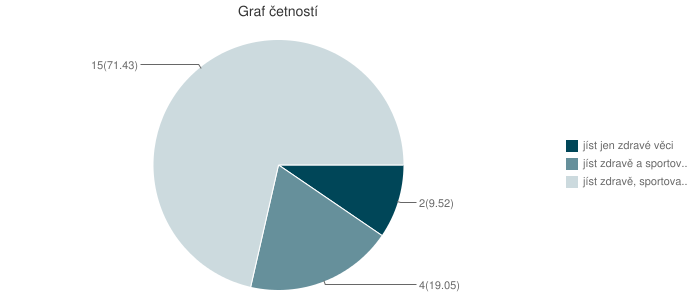 Graf četností
15(71.43)
jíst jen zdravé věci
jíst zdravě a sportov..
jíst zdravě, sportova..
2(9.52)
4(19.05)